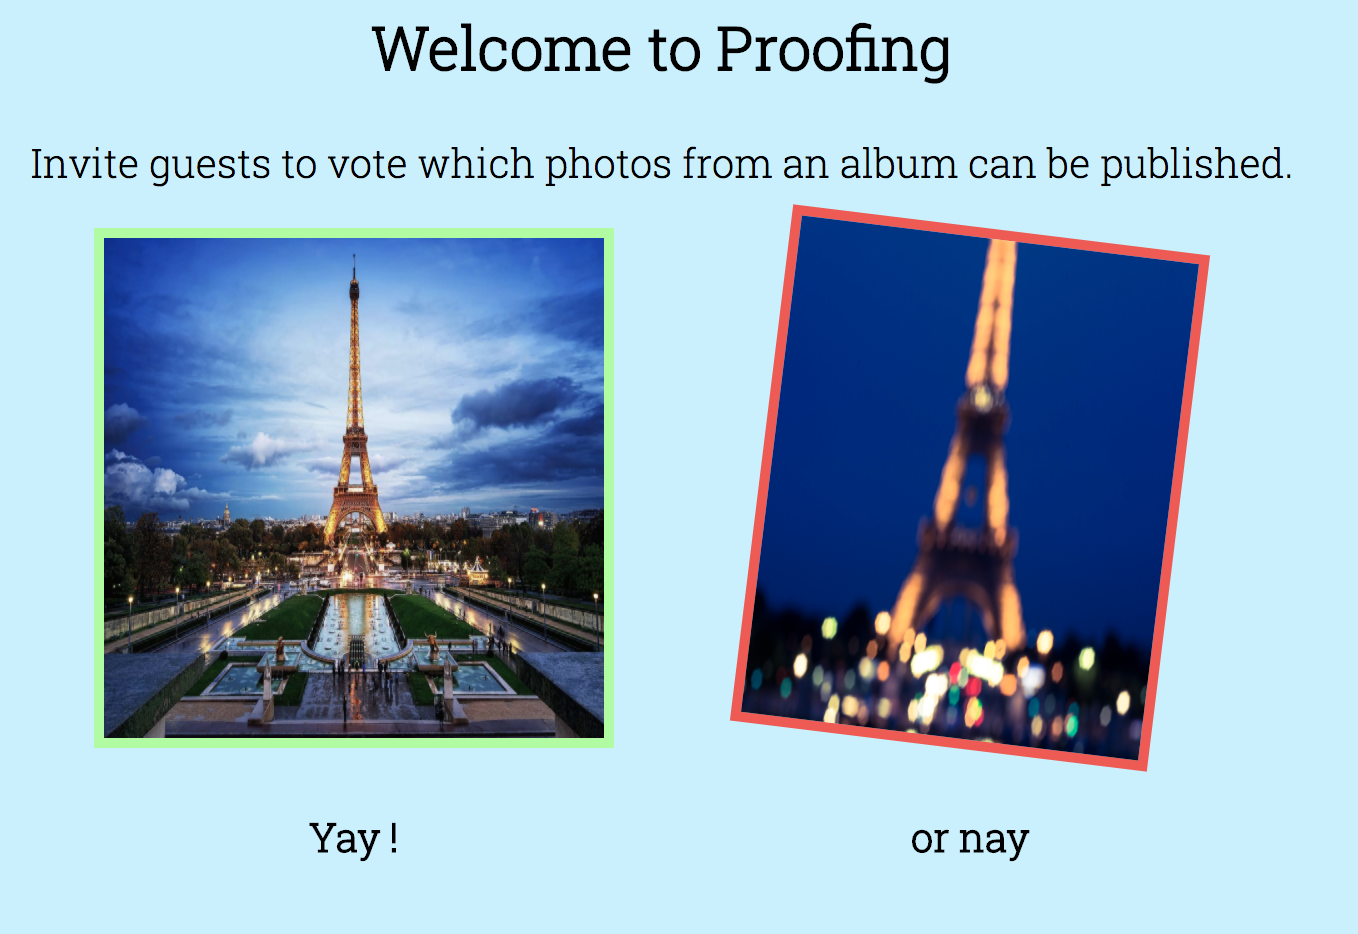 Welcome to Proofing
Invite guests to vote which photos from an album can be published.
Yay !
or nay